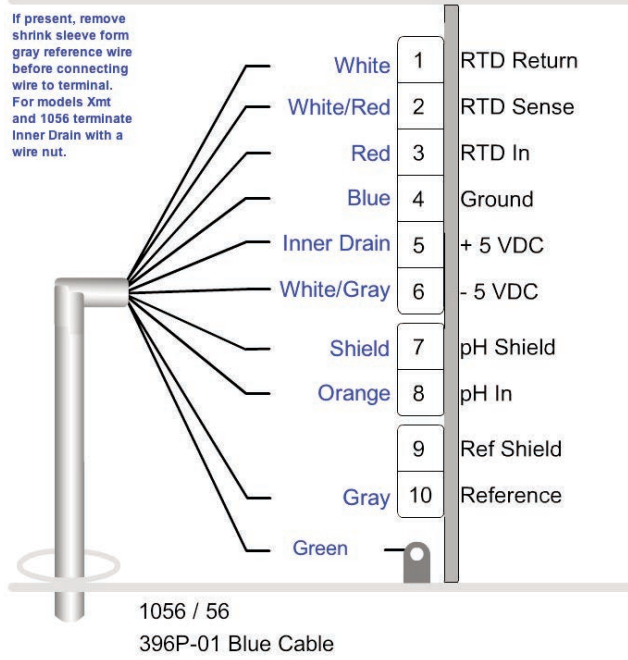 If present, remove
shrink sleeve form
gray reference wire
before connecting
wire to terminal.
For models Xmt
and 1056 terminate
Inner Drain with a
wire nut.
White 1 RTD Return
White/Red 2 RTD Sense
Red 3 RTD In
Blue 4 Ground
Inner Drain 5 + 5 VDC
White/Gray 6 - 5 VDC
Shield 7 pH Shield
Orange 8 pH In
9 Ref Shield
Gray 10 Reference
Green
1056 / 56
396P-01 Blue Cable